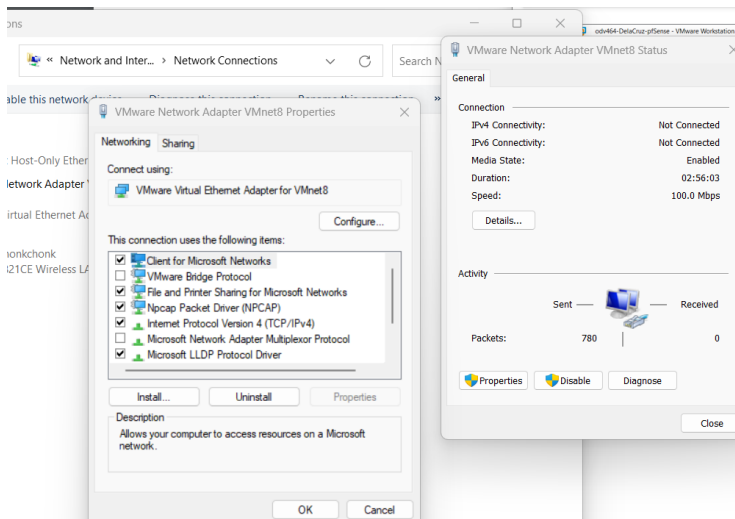 ons
« Network and Inter... > Network Connections
Search N
able this network device Diagnose this connection Rename this connection »
: Host-Only Ether
Network Adapter
irtual Ethernet Ad
honkchonk
321CE Wireless LA
VMware Network Adapter VMnet8 Properties
Networking Sharing
Connect using:
VMware Virtual Ethernet Adapter for VMnet8
Configure...
This connection uses the following items:
Client for Microsoft Networks
VMware Bridge Protocol
File and Printer Sharing for Microsoft Networks
Npcap Packet Driver (NPCAP)
Internet Protocol Version 4 (TCP/IPv4)
Microsoft Network Adapter Multiplexor Protocol
Microsoft LLDP Protocol Driver
Install... Uninstall Properties
Description
Allows your computer to access resources on a Microsoft
network.
OK Cancel
odv464-DelaCruz-pfSense - VMware Workstation
VMware Network Adapter VMnet8 Status
General
Connection
IPv4 Connectivity: Not Connected
IPv6 Connectivity: Not Connected
Media State: Enabled
Duration: 02:56:03
Speed: 100.0 Mbps
Details...
Activity
Sent Received
Packets: 780 0
Properties Disable Diagnose
Close